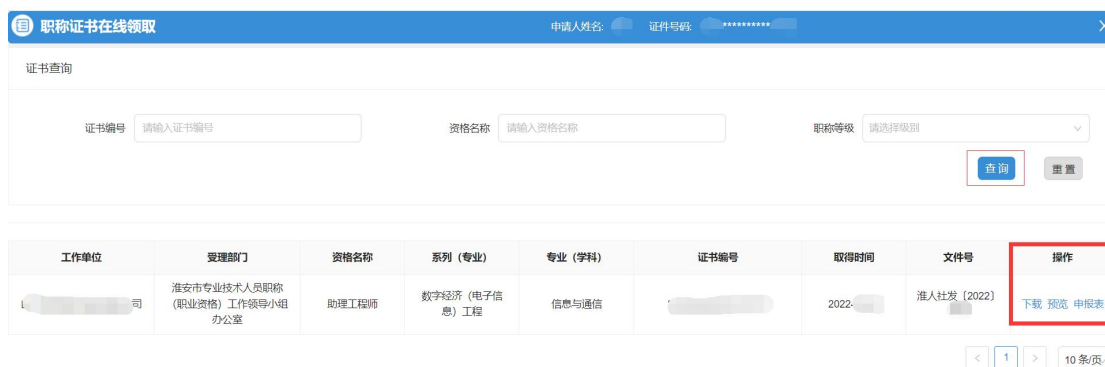 职称证书在线领取 申请人姓名: 证件号码: **********
证书查询
证书编号 请输入证书编号 资格名称 请输入资格名称 职称等级 请选择级别
查询 重置
工作单位 受理部门 资格名称 系列（专业） 专业（学科） 证书编号 取得时间 文件号 操作
司
淮安市专业技术人员职称
（职业资格）工作领导小组
办公室
助理工程师
数字经济（电子信
息）工程
信息与通信
2022-
淮人社发〔2022〕
下载 预览 申报表
< 1 > 10 条/页